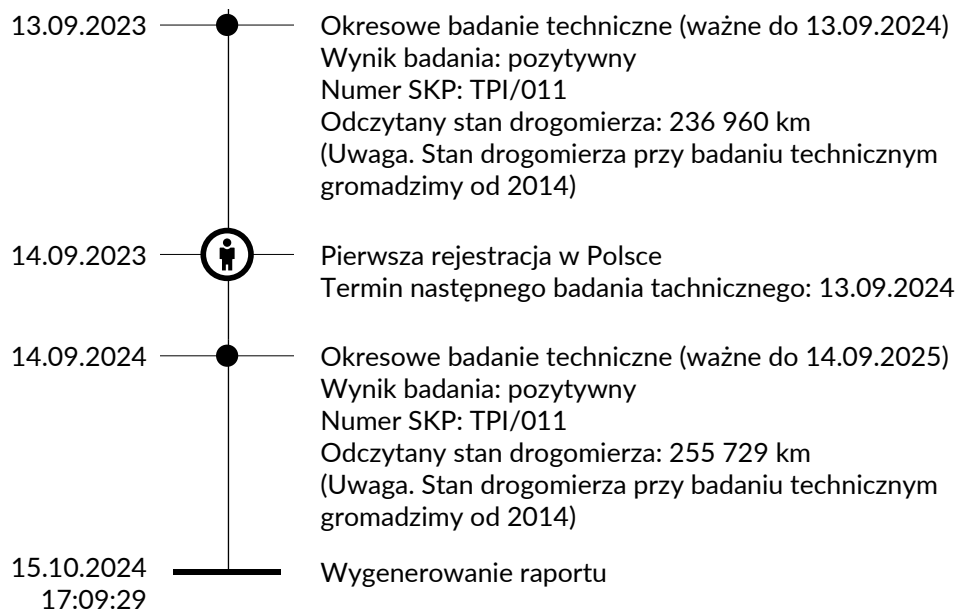 13.09.2023
Okresowe badanie techniczne (ważne do 13.09.2024)
Wynik badania: pozytywny
Numer SKP: TPI/011
Odczytany stan drogomierza: 236 960 km
(Uwaga. Stan drogomierza przy badaniu technicznym
gromadzimy od 2014)
14.09.2023
Pierwsza rejestracja w Polsce
Termin następnego badania tachnicznego: 13.09.2024
14.09.2024
Okresowe badanie techniczne (ważne do 14.09.2025)
Wynik badania: pozytywny
Numer SKP: TPI/011
Odczytany stan drogomierza: 255 729 km
(Uwaga. Stan drogomierza przy badaniu technicznym
gromadzimy od 2014)
15.10.2024
17:09:29
Wygenerowanie raportu